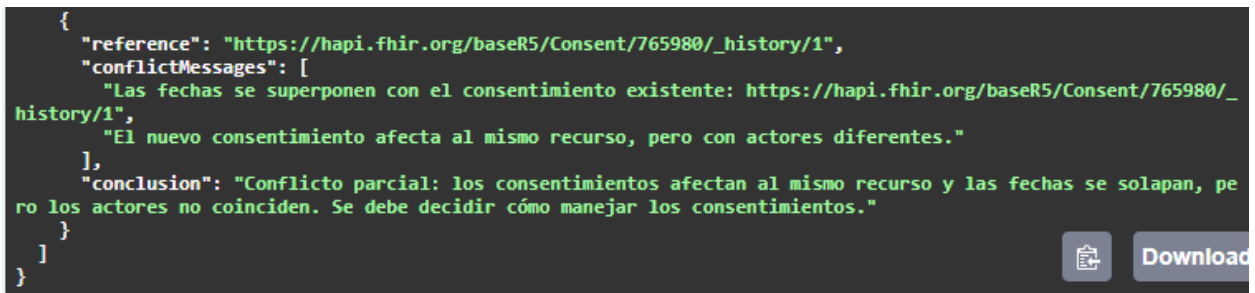 {
"reference": "https://hapi.fhir.org/baseR5/Consent/765980/_history/1",
"conflictMessages": [
"Las fechas se superponen con el consentimiento existente: https://hapi.fhir.org/baseR5/Consent/765980/_
history/1",
"El nuevo consentimiento afecta al mismo recurso, pero con actores diferentes."
],
"conclusion": "Conflicto parcial: los consentimientos afectan al mismo recurso y las fechas se solapan, pe
ro los actores no coinciden. Se debe decidir cómo manejar los consentimientos."
}
]
}
Download